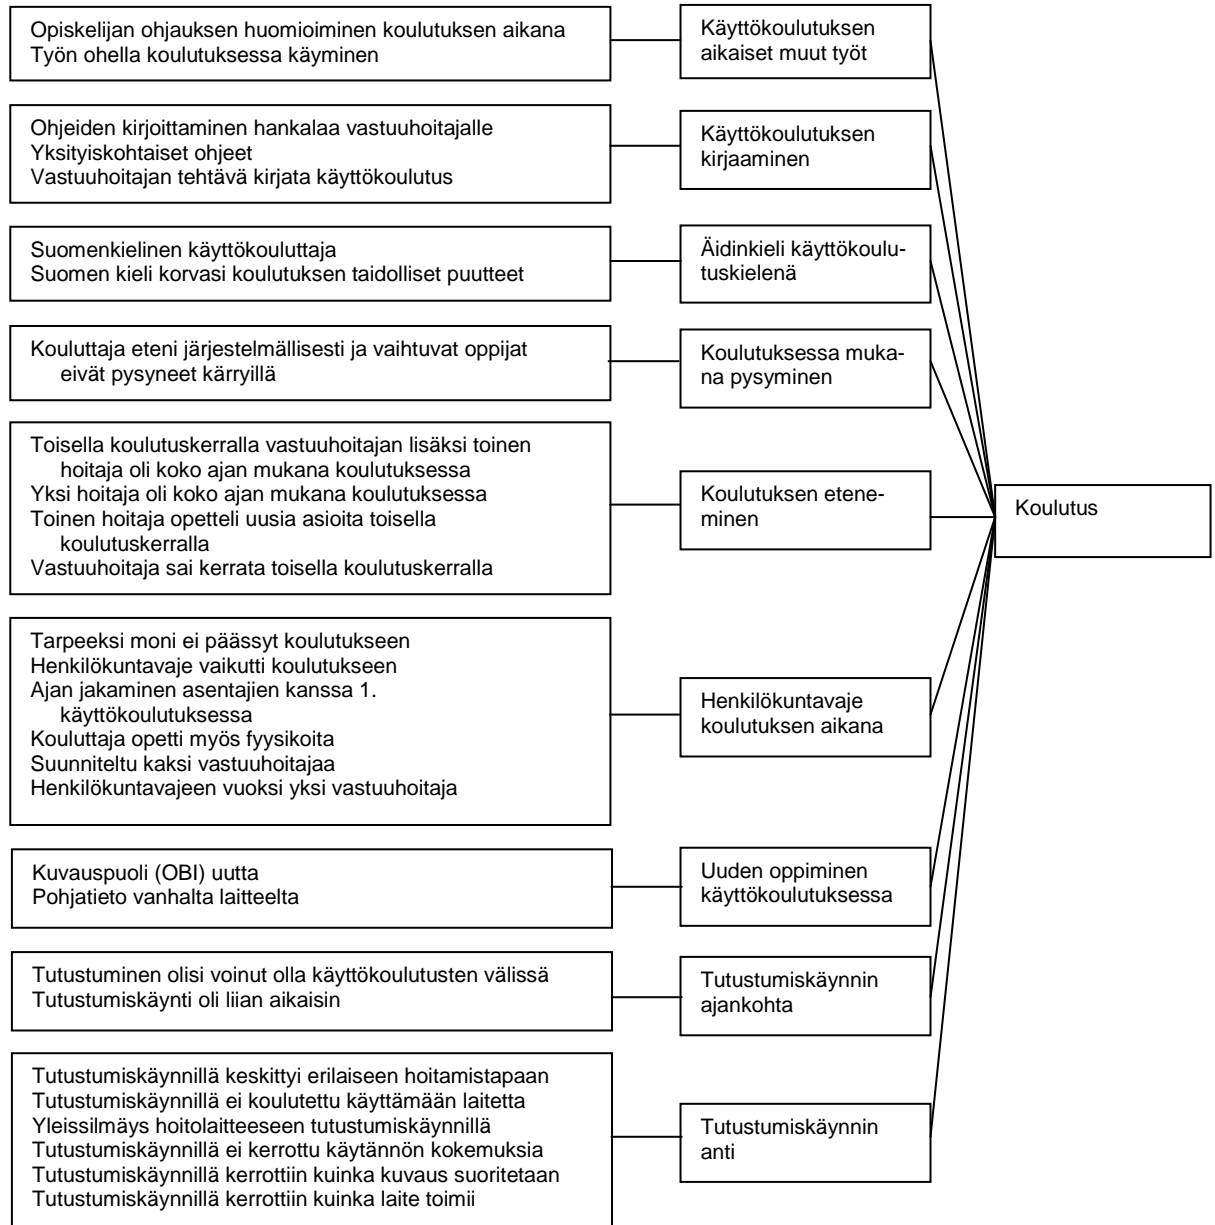 Opiskelijan ohjauksen huomioiminen koulutuksen aikana
Työn ohella koulutuksessa käyminen
Käyttökoulutuksen
aikaiset muut työt
Ohjeiden kirjoittaminen hankalaa vastuuhoitajalle
Yksityiskohtaiset ohjeet
Vastuuhoitajan tehtävä kirjata käyttökoulutus
Käyttökoulutuksen
kirjaaminen
Suomenkielinen käyttökouluttaja
Suomen kieli korvasi koulutuksen taidolliset puutteet
Äidinkieli käyttökoulu-
tuskielenä
Kouluttaja eteni järjestelmällisesti ja vaihtuvat oppijat
eivät pysyneet kärryillä
Koulutuksessa muka-
na pysyminen
Toisella koulutuskerralla vastuuhoitajan lisäksi toinen
hoitaja oli koko ajan mukana koulutuksessa
Yksi hoitaja oli koko ajan mukana koulutuksessa
Toinen hoitaja opetteli uusia asioita toisella
koulutuskerralla
Vastuuhoitaja sai kerrata toisella koulutuskerralla
Koulutuksen etene-
minen
Koulutus
Tarpeeksi moni ei päässyt koulutukseen
Henkilökuntavaje vaikutti koulutukseen
Ajan jakaminen asentajien kanssa 1.
käyttökoulutuksessa
Kouluttaja opetti myös fyysikoita
Suunniteltu kaksi vastuuhoitajaa
Henkilökuntavajeen vuoksi yksi vastuuhoitaja
Henkilökuntavaje
koulutuksen aikana
Kuvauspuoli (OBI) uutta
Pohjatieto vanhalta laitteelta
Uuden oppiminen
käyttökoulutuksessa
Tutustuminen olisi voinut olla käyttökoulutusten välissä
Tutustumiskäynti oli liian aikaisin
Tutustumiskäynnin
ajankohta
Tutustumiskäynnillä keskittyi erilaiseen hoitamistapaan
Tutustumiskäynnillä ei koulutettu käyttämään laitetta
Yleissilmäys hoitolaitteeseen tutustumiskäynnillä
Tutustumiskäynnillä ei kerrottu käytännön kokemuksia
Tutustumiskäynnillä kerrottiin kuinka kuvaus suoritetaan
Tutustumiskäynnillä kerrottiin kuinka laite toimii
Tutustumiskäynnin
anti